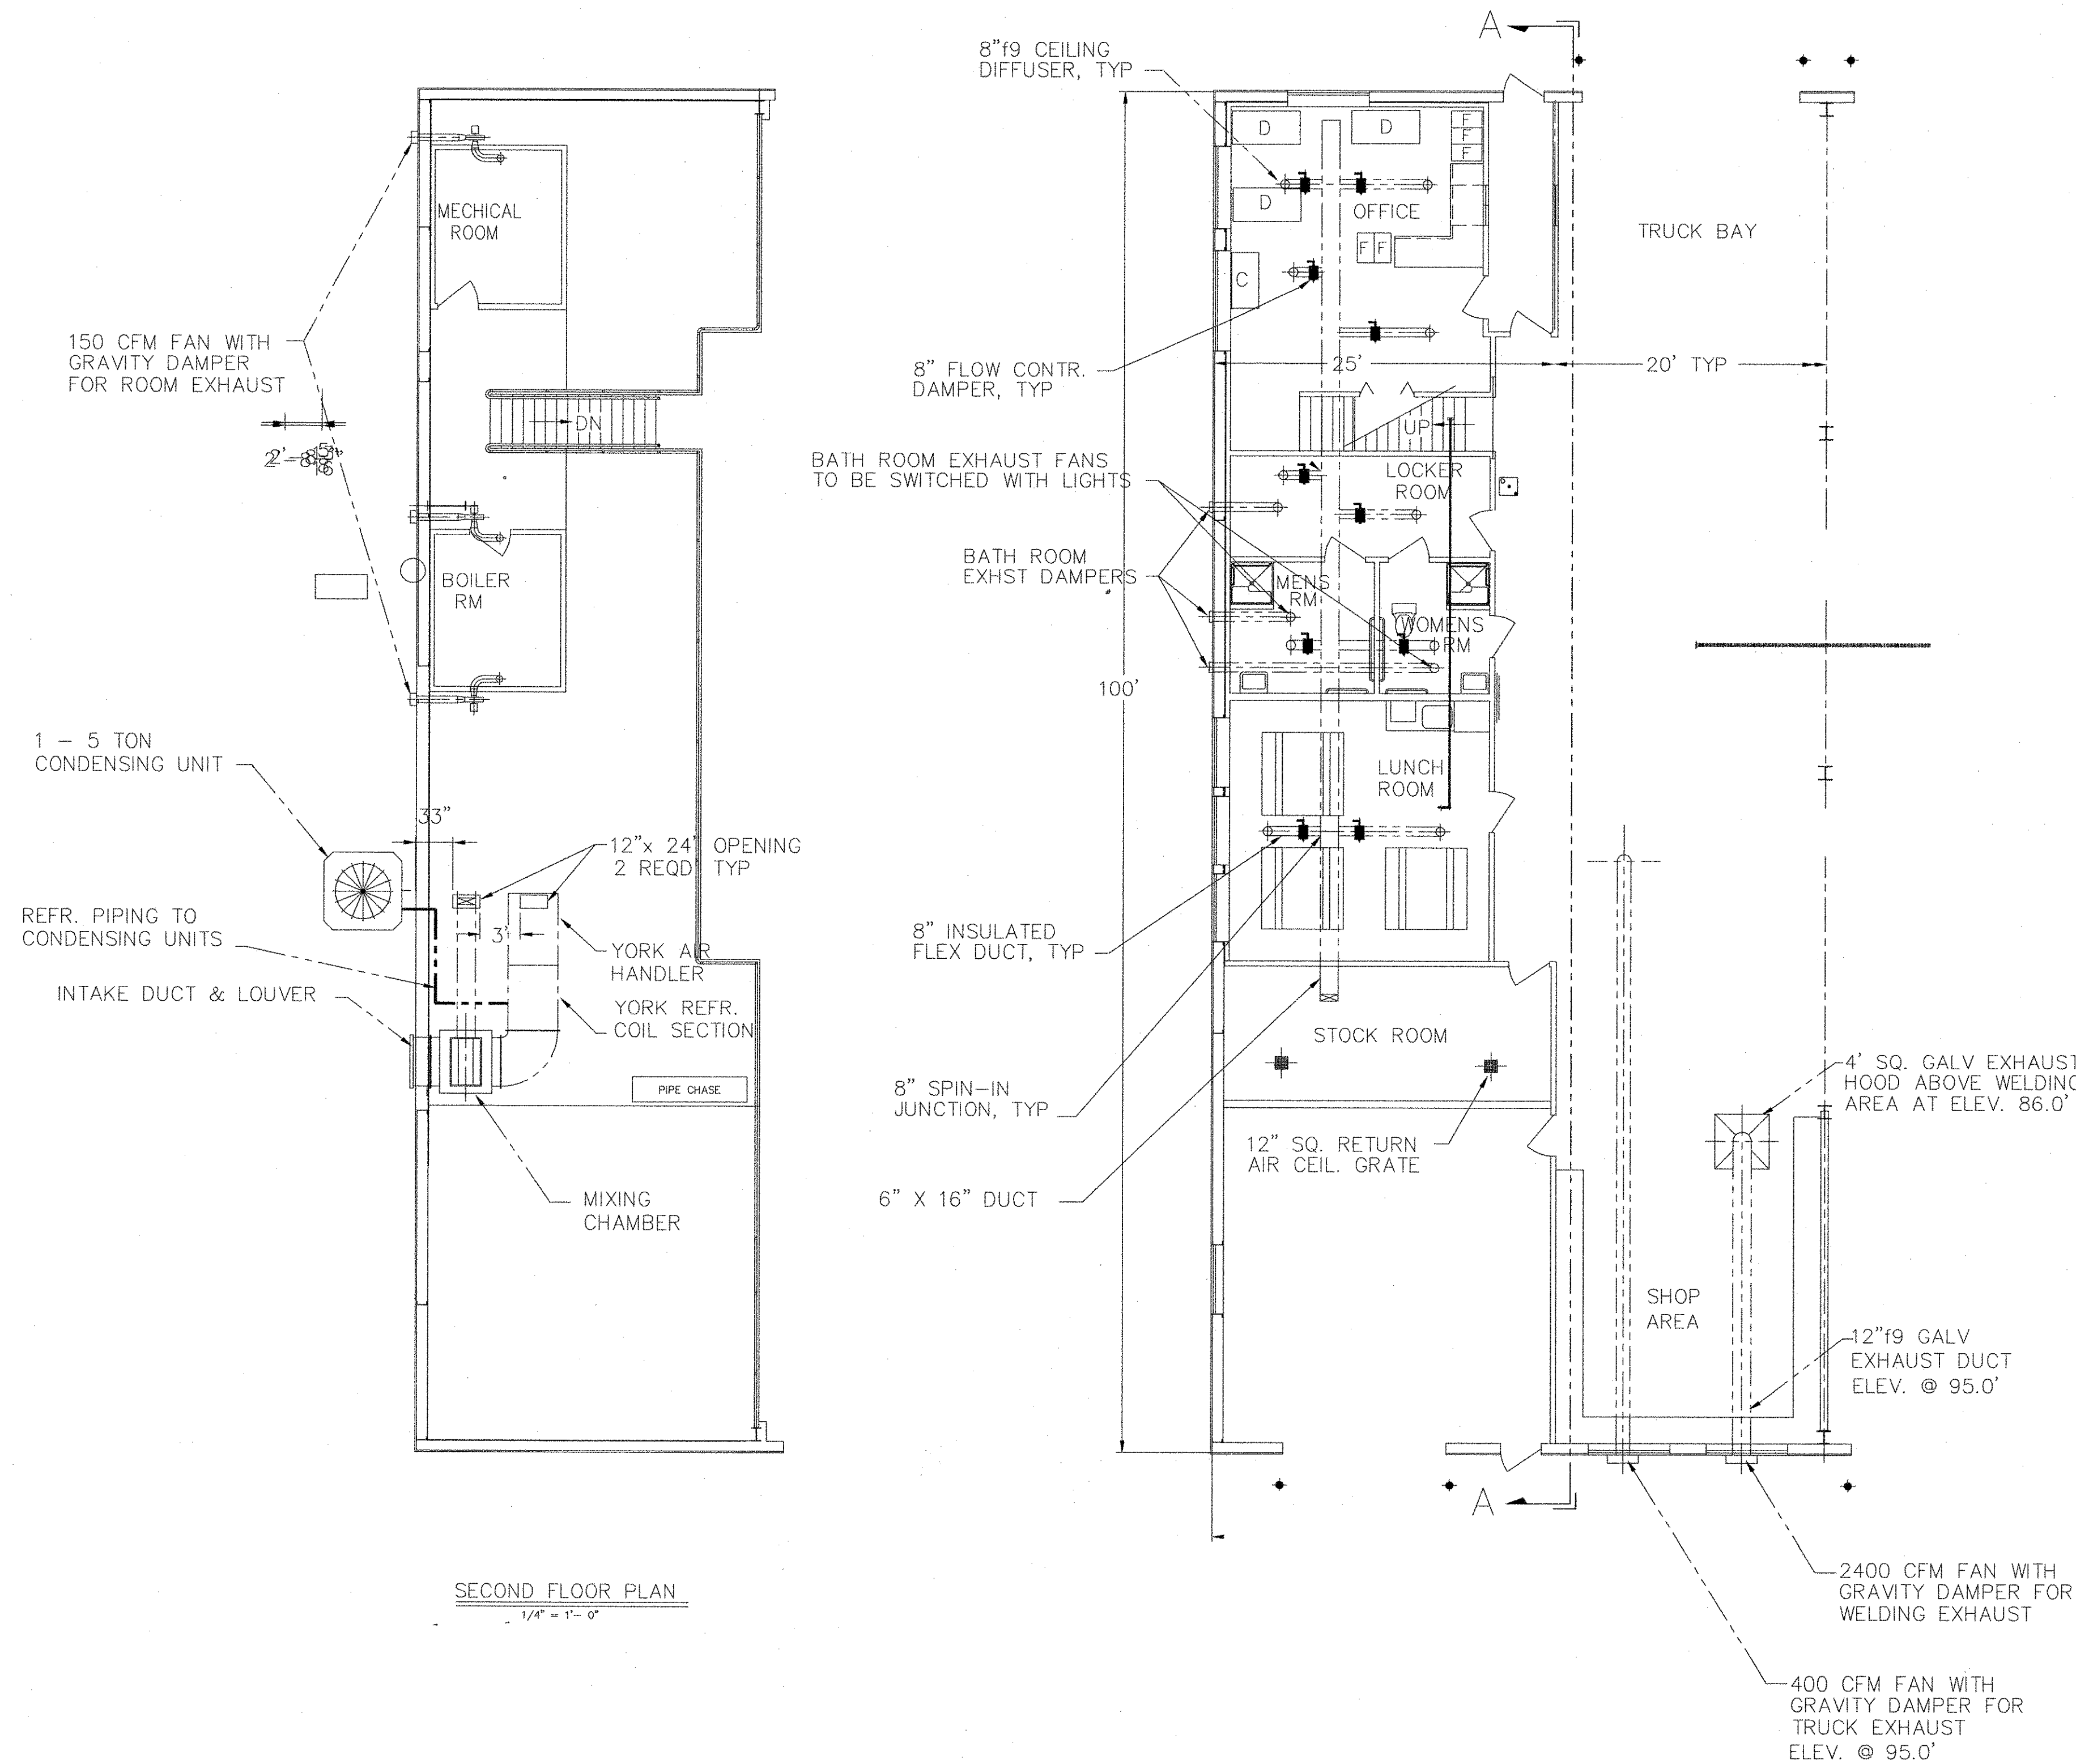 MECHICAL
ROOM
150 CFM FAN WITH
GRAVITY DAMPER
FOR ROOM EXHAUST
DN
BOILER
RM
1 - 5 TON
CONDENSING UNIT
33"
12"x 24" OPENING
2 REQD TYP
REFR. PIPING TO
CONDENSING UNITS
3'
YORK AIR
HANDLER
INTAKE DUCT & LOUVER
YORK REFR.
COIL SECTION
PIPE CHASE
MIXING
CHAMBER
SECOND FLOOR PLAN
1/4" = 1'- 0"
A
8"f9 CEILING
DIFFUSER, TYP
D
D
F
F
F
D
OFFICE
TRUCK BAY
F F
C
8" FLOW CONTR.
DAMPER, TYP
25'
20' TYP
UP
BATH ROOM EXHAUST FANS
TO BE SWITCHED WITH LIGHTS
LOCKER
ROOM
BATH ROOM
EXHST DAMPERS
MENS
RM
WOMENS
RM
100'
LUNCH
ROOM
8" INSULATED
FLEX DUCT, TYP
STOCK ROOM
8" SPIN-IN
JUNCTION, TYP
4' SQ. GALV EXHAUST
HOOD ABOVE WELDING
AREA AT ELEV. 86.0'
12" SQ. RETURN
AIR CEIL. GRATE
6" X 16" DUCT
SHOP
AREA
12"f9 GALV
EXHAUST DUCT
ELEV. @ 95.0'
A
2400 CFM FAN WITH
GRAVITY DAMPER FOR
WELDING EXHAUST
400 CFM FAN WITH
GRAVITY DAMPER FOR
TRUCK EXHAUST
ELEV. @ 95.0'